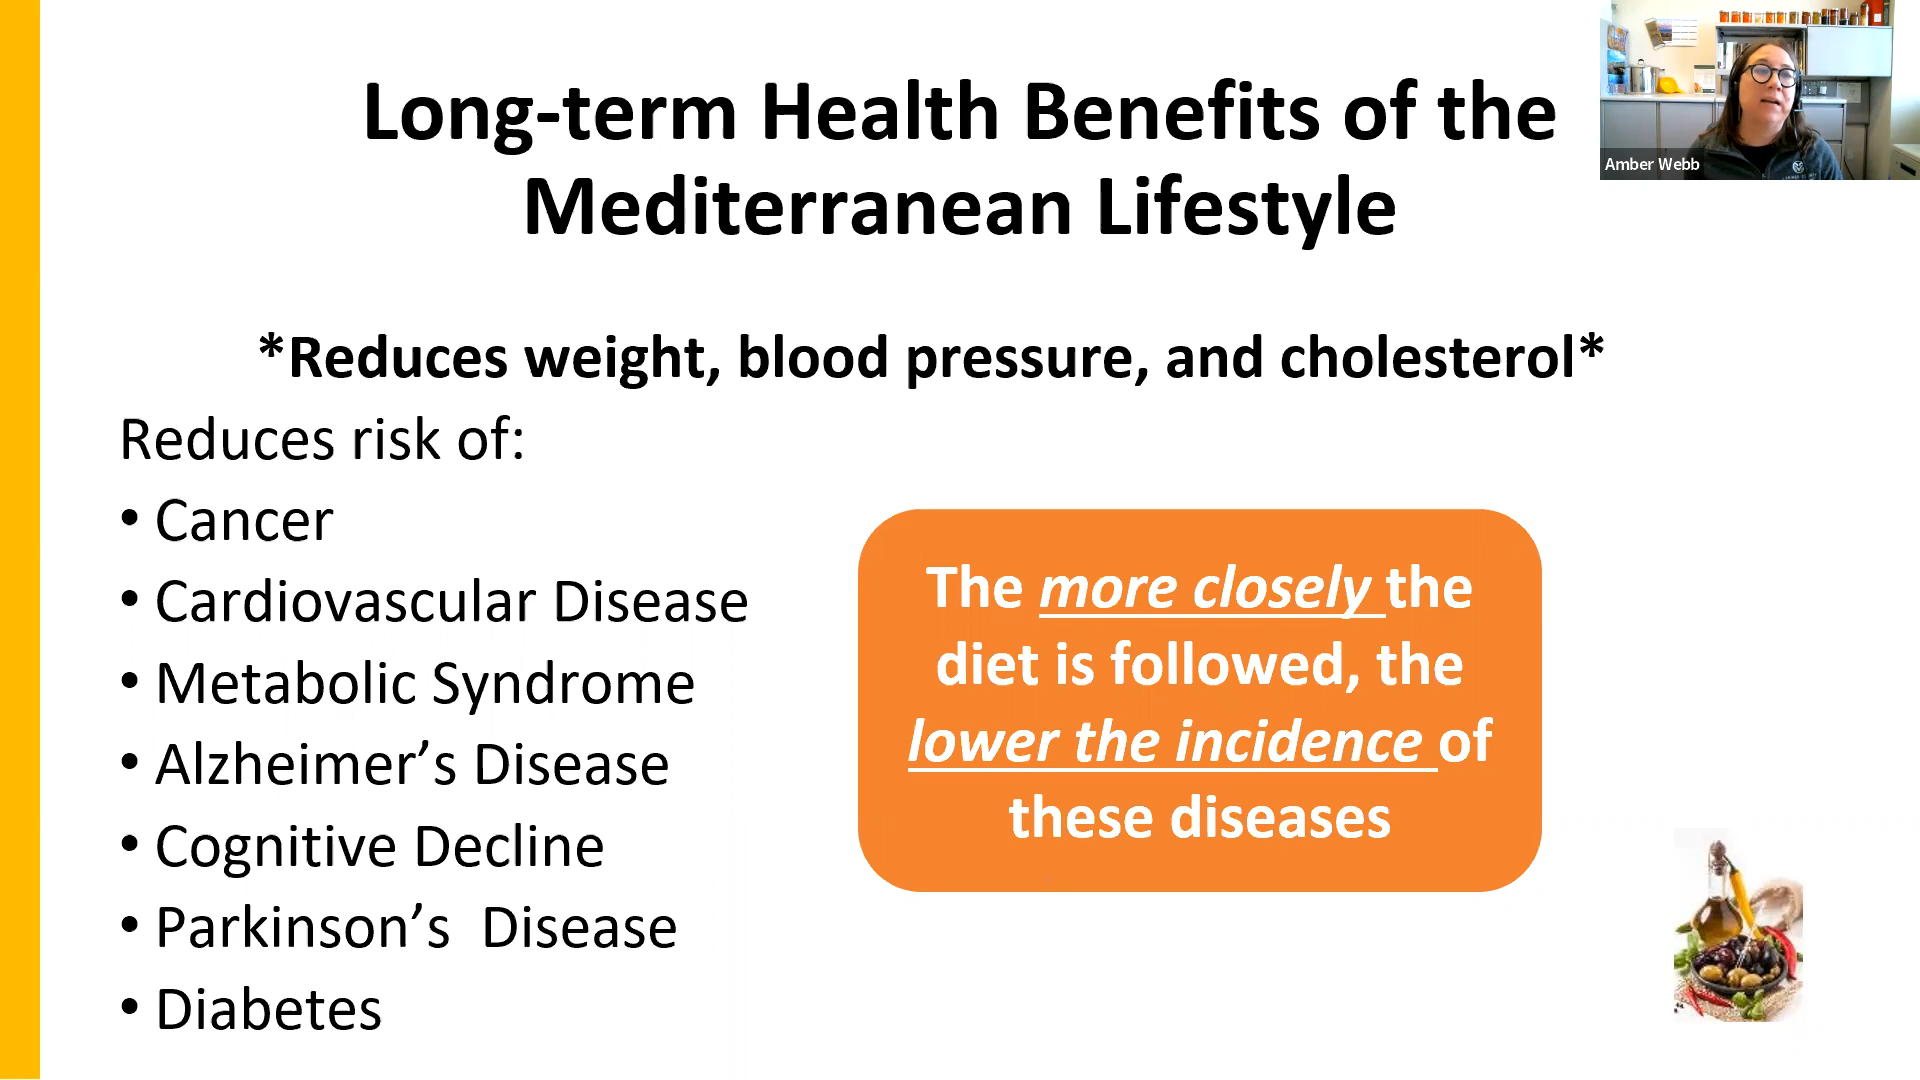 Long-term Health Benefits of the
Mediterranean Lifestyle
Amber Webb
*Reduces weight, blood pressure, and cholesterol*
Reduces risk of:
• Cancer
• Cardiovascular Disease
• Metabolic Syndrome
• Alzheimer’s Disease
• Cognitive Decline
• Parkinson’s  Disease
• Diabetes
The more closely the
diet is followed, the
lower the incidence of
these diseases